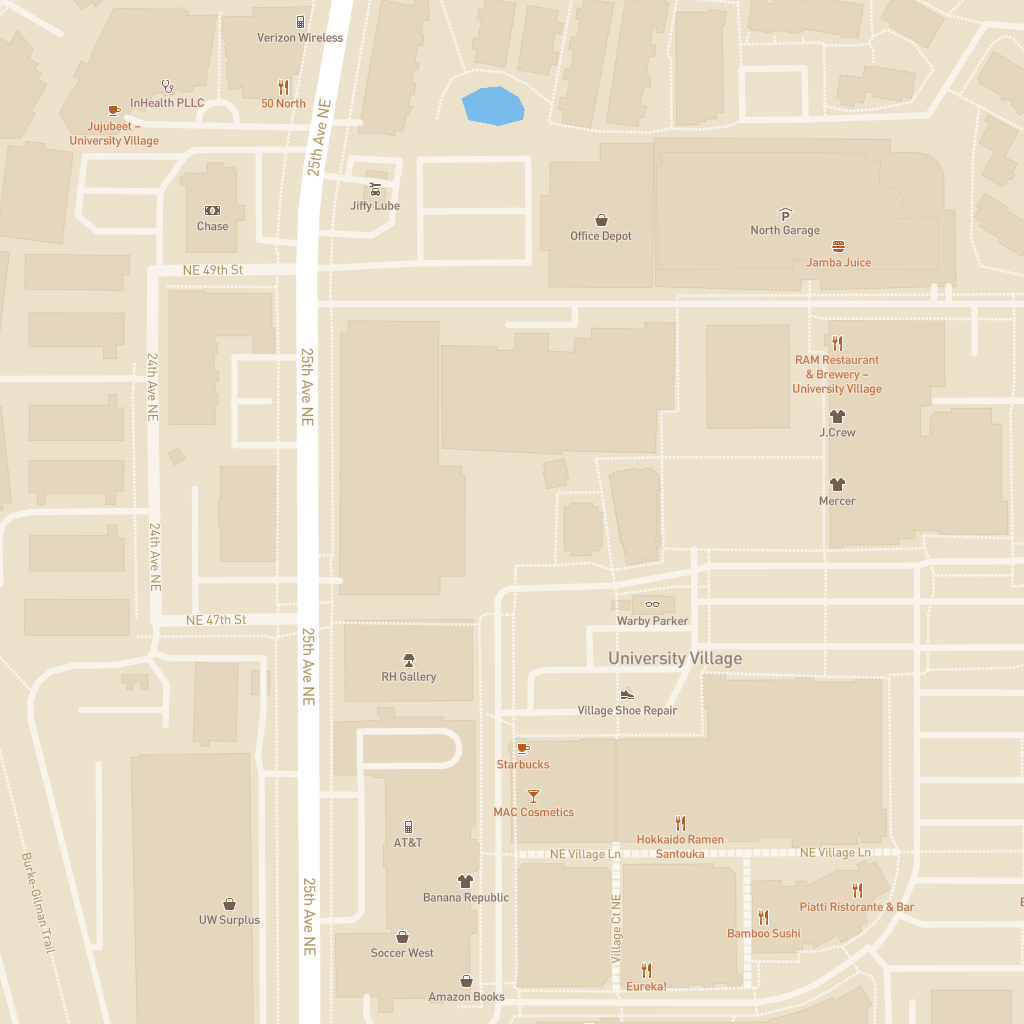 Verizon Wireless
InHealth PLLC
50 North
Jujubeet –
University Village
25th Ave NE
Jiffy Lube
Chase
Office Depot
North Garage
P
Jamba Juice
NE 49th St
24th Ave NE
25th Ave NE
RAM Restaurant
& Brewery –
University Village
J.Crew
Mercer
24th Ave NE
NE 47th St
Warby Parker
25th Ave NE
RH Gallery
University Village
Village Shoe Repair
Starbucks
MAC Cosmetics
AT&T
Hokkaido Ramen
Santouka
NE Village Ln
NE Village Ln
Burke-Gilman Trail
25th Ave NE
UW Surplus
Banana Republic
Village Ct NE
Piatti Ristorante & Bar
Bamboo Sushi
Soccer West
Eureka!
Amazon Books